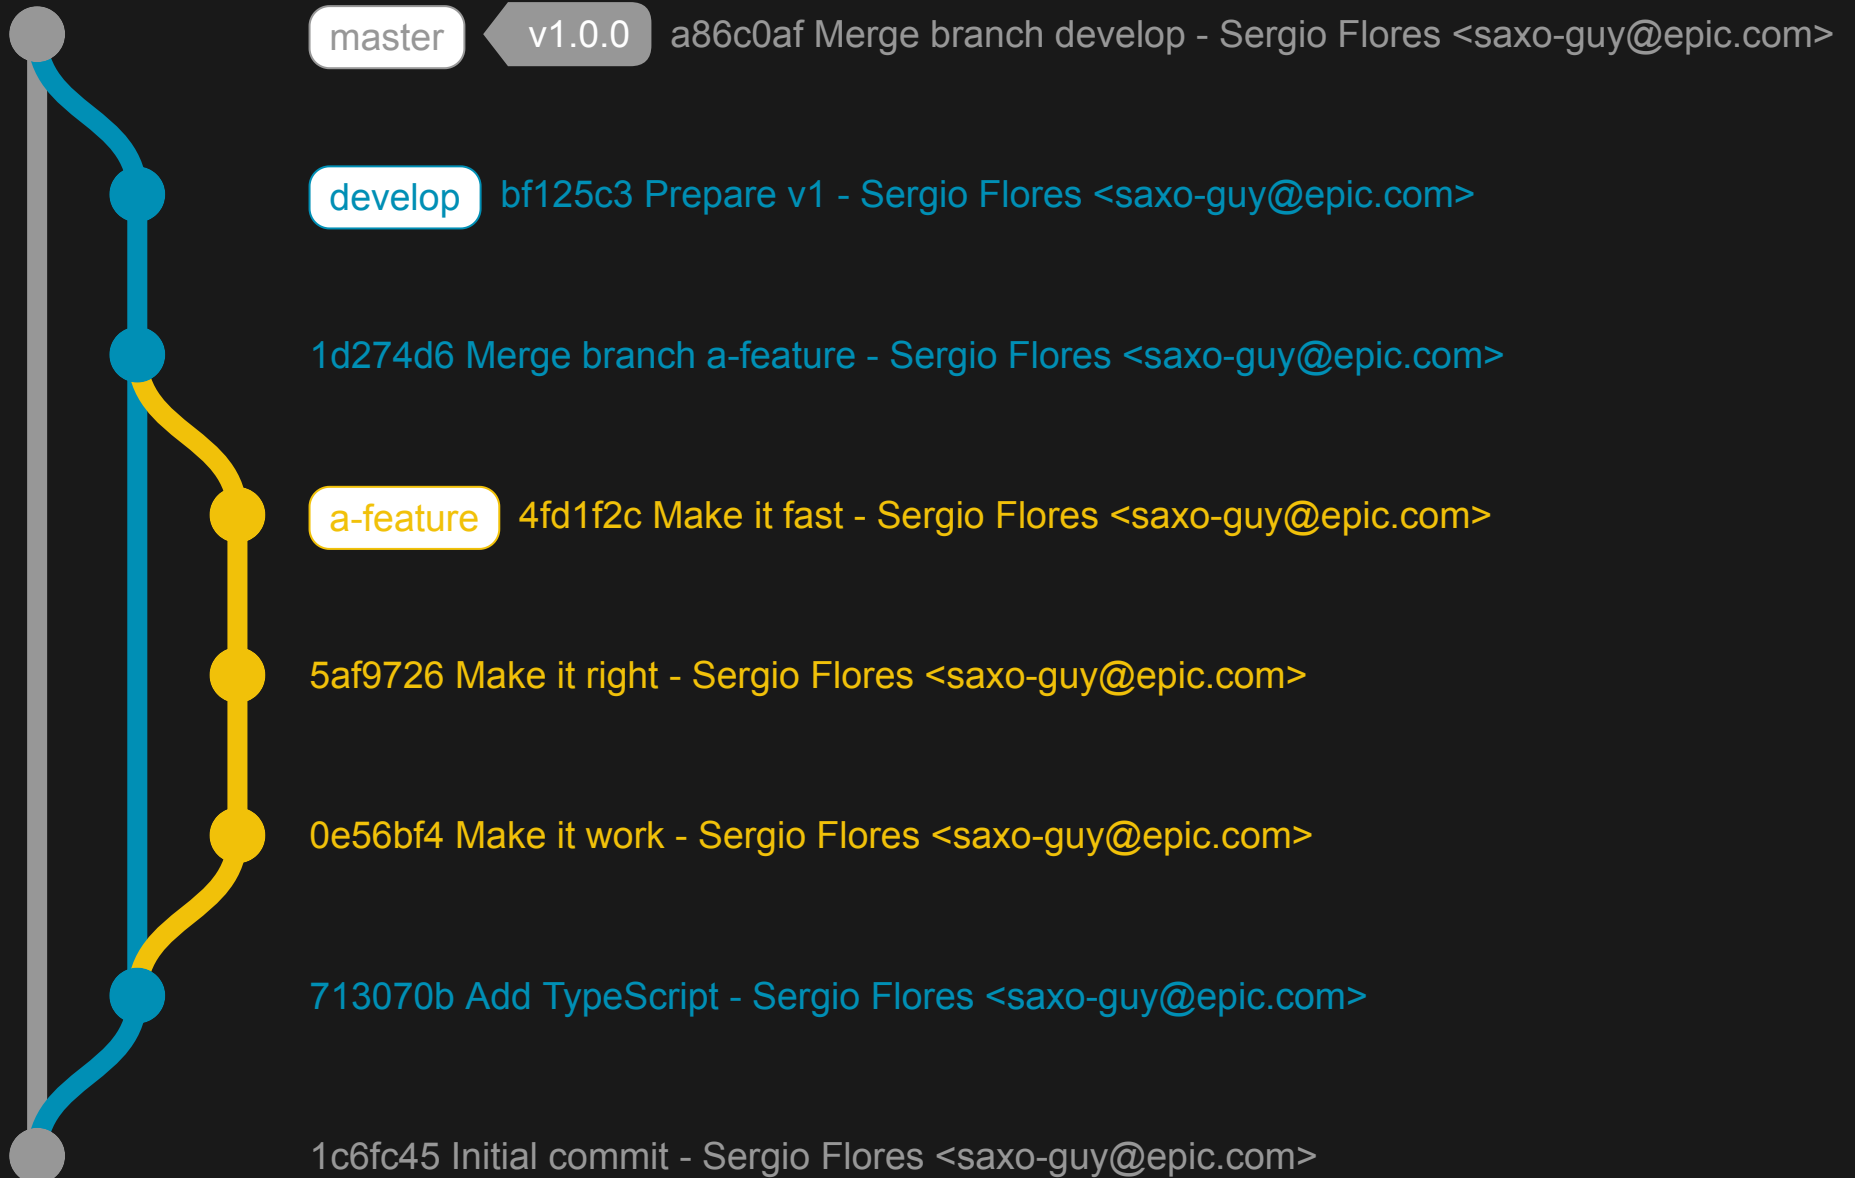 master v1.0.0 a86c0af Merge branch develop - Sergio Flores <saxo-guy@epic.com>
develop bf125c3 Prepare v1 - Sergio Flores <saxo-guy@epic.com>
1d274d6 Merge branch a-feature - Sergio Flores <saxo-guy@epic.com>
a-feature 4fd1f2c Make it fast - Sergio Flores <saxo-guy@epic.com>
5af9726 Make it right - Sergio Flores <saxo-guy@epic.com>
0e56bf4 Make it work - Sergio Flores <saxo-guy@epic.com>
713070b Add TypeScript - Sergio Flores <saxo-guy@epic.com>
1c6fc45 Initial commit - Sergio Flores <saxo-guy@epic.com>